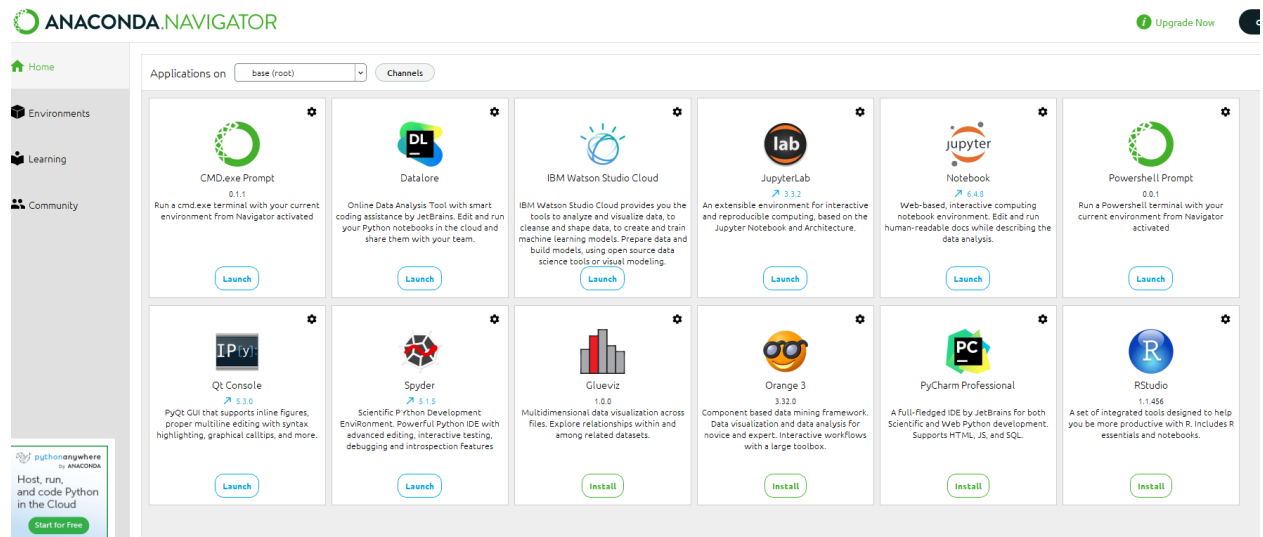 ANACONDA.NAVIGATOR
i Upgrade Now
Home
Environments
Learning
Community
pythonanywhere
by ANACONDA
Host, run,
and code Python
in the Cloud
Start for Free
Applications on base (root) Channels
CMD.exe Prompt
0.1.1
Run a cmd.exe terminal with your current
environment from Navigator activated
Launch
DL
Datalore
Online Data Analysis Tool with smart
coding assistance by JetBrains. Edit and run
your Python notebooks in the cloud and
share them with your team.
Launch
IBM Watson Studio Cloud
IBM Watson Studio Cloud provides you the
tools to analyze and visualize data, to
cleanse and shape data, to create and train
machine learning models. Prepare data and
build models, using open source data
science tools or visual modeling.
Launch
lab
JupyterLab
3.3.2
An extensible environment for interactive
and reproducible computing, based on the
Jupyter Notebook and Architecture.
Launch
jupyter
Notebook
6.4.8
Web-based, interactive computing
notebook environment. Edit and run
human-readable docs while describing the
data analysis.
Launch
Powershell Prompt
0.0.1
Run a Powershell terminal with your
current environment from Navigator
activated
Launch
IP[y]:
Qt Console
5.3.0
PyQt GUI that supports inline figures,
proper multiline editing with syntax
highlighting, graphical calltips, and more.
Launch
Spyder
5.1.5
Scientific PYthon Development
EnviRonment. Powerful Python IDE with
advanced editing, interactive testing,
debugging and introspection features
Launch
Glueviz
1.0.0
Multidimensional data visualization across
files. Explore relationships within and
among related datasets.
Install
Orange 3
3.32.0
Component based data mining framework.
Data visualization and data analysis for
novice and expert. Interactive workflows
with a large toolbox.
Install
PC
PyCharm Professional
A full-fledged IDE by JetBrains for both
Scientific and Web Python development.
Supports HTML, JS, and SQL.
Install
R
RStudio
1.1.456
A set of integrated tools designed to help
you be more productive with R. Includes R
essentials and notebooks.
Install